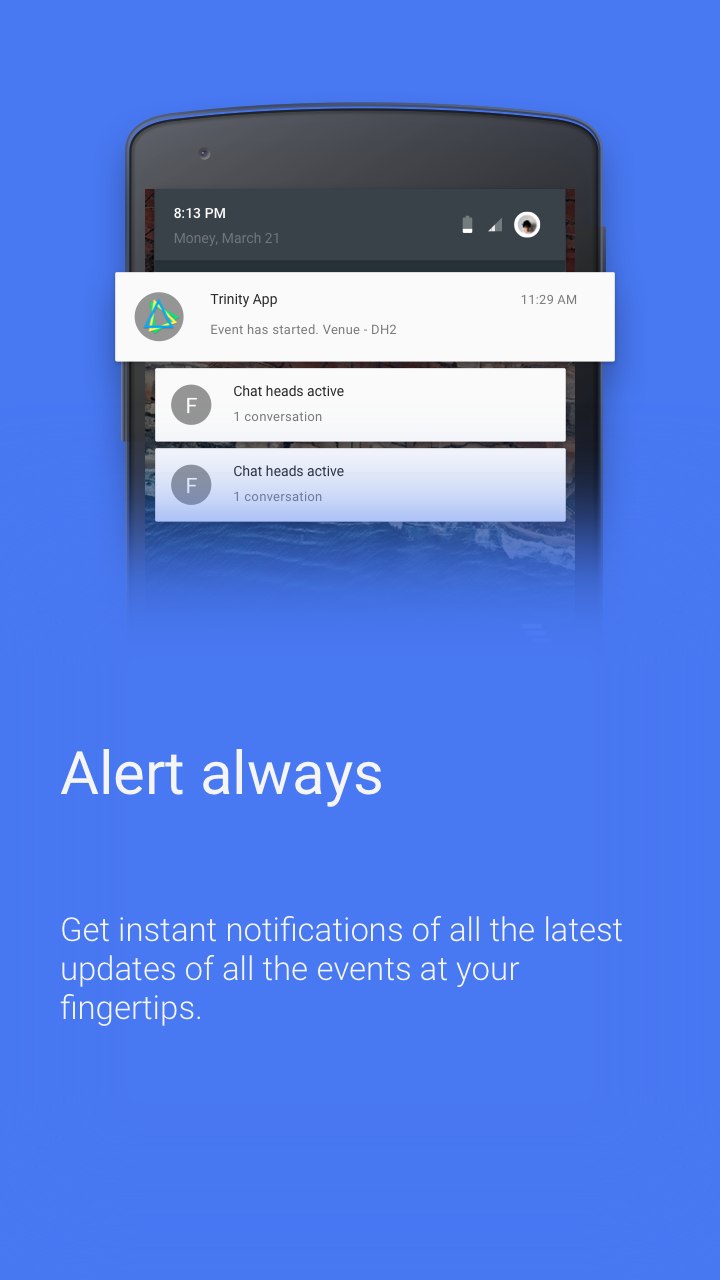 8:13 PM
Money, March 21
Trinity App
11:29 AM
Event has started. Venue - DH2
F
Chat heads active
1 conversation
F
Chat heads active
1 conversation
Alert always
Get instant notifications of all the latest
updates of all the events at your
fingertips.